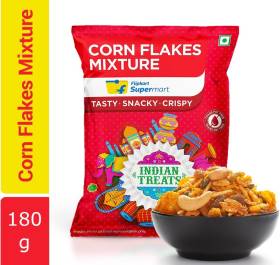 Corn Flakes Mixture
180
g
CORN FLAKES
MIXTURE
Flipkart
Supermart
TASTY · SNACKY · CRISPY
INDIAN
TREATS